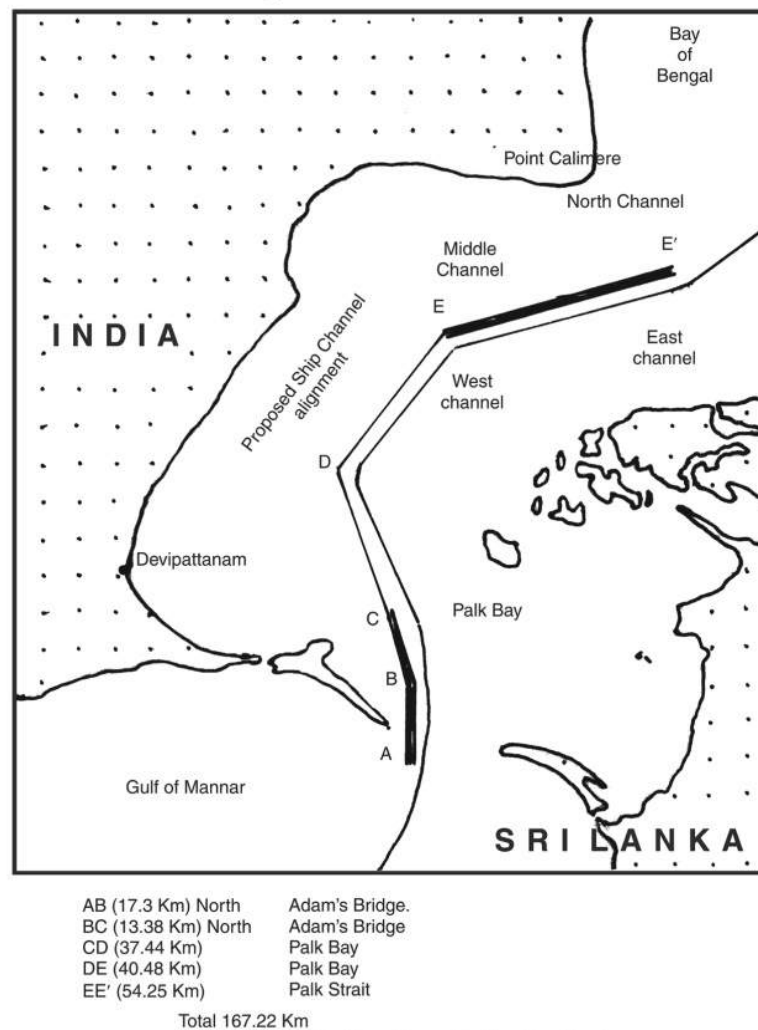 Bay
of
Bengal
Point Calimere
North Channel
E′
Middle
Channel
E
INDIA
East
channel
Proposed Ship Channel
alignment
West
channel
D
Devipattanam
C
Palk Bay
B
A
Gulf of Mannar
SRI LANKA
AB (17.3 Km) North Adam's Bridge.
BC (13.38 Km) North Adam's Bridge
CD (37.44 Km) Palk Bay
DE (40.48 Km) Palk Bay
EE′ (54.25 Km) Palk Strait
Total 167.22 Km